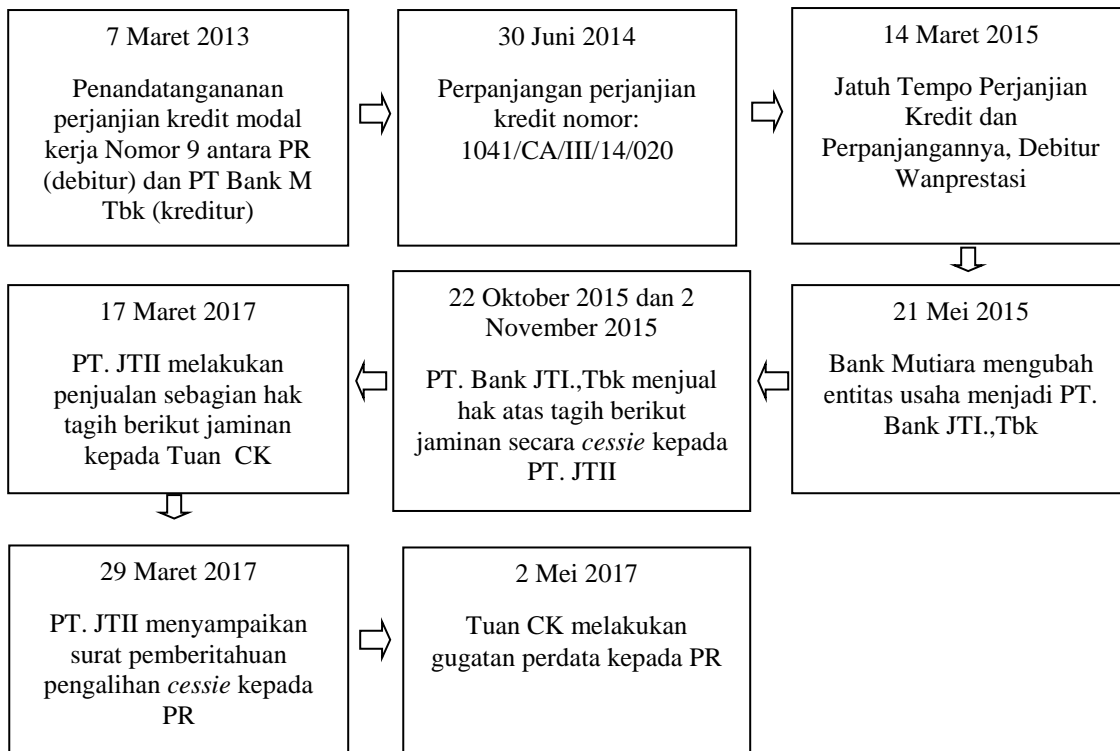 7 Maret 2013
Penandatangananan
perjanjian kredit modal
kerja Nomor 9 antara PR
(debitur) dan PT Bank M
Tbk (kreditur)
30 Juni 2014
Perpanjangan perjanjian
kredit nomor:
1041/CA/III/14/020
14 Maret 2015
Jatuh Tempo Perjanjian
Kredit dan
Perpanjangannya, Debitur
Wanprestasi
21 Mei 2015
Bank Mutiara mengubah
entitas usaha menjadi PT.
Bank JTI.,Tbk
22 Oktober 2015 dan 2
November 2015
PT. Bank JTI.,Tbk menjual
hak atas tagih berikut
jaminan secara cessie kepada
PT. JTII
17 Maret 2017
PT. JTII melakukan
penjualan sebagian hak
tagih berikut jaminan
kepada Tuan  CK
29 Maret 2017
PT. JTII menyampaikan
surat pemberitahuan
pengalihan cessie kepada
PR
2 Mei 2017
Tuan CK melakukan
gugatan perdata kepada PR